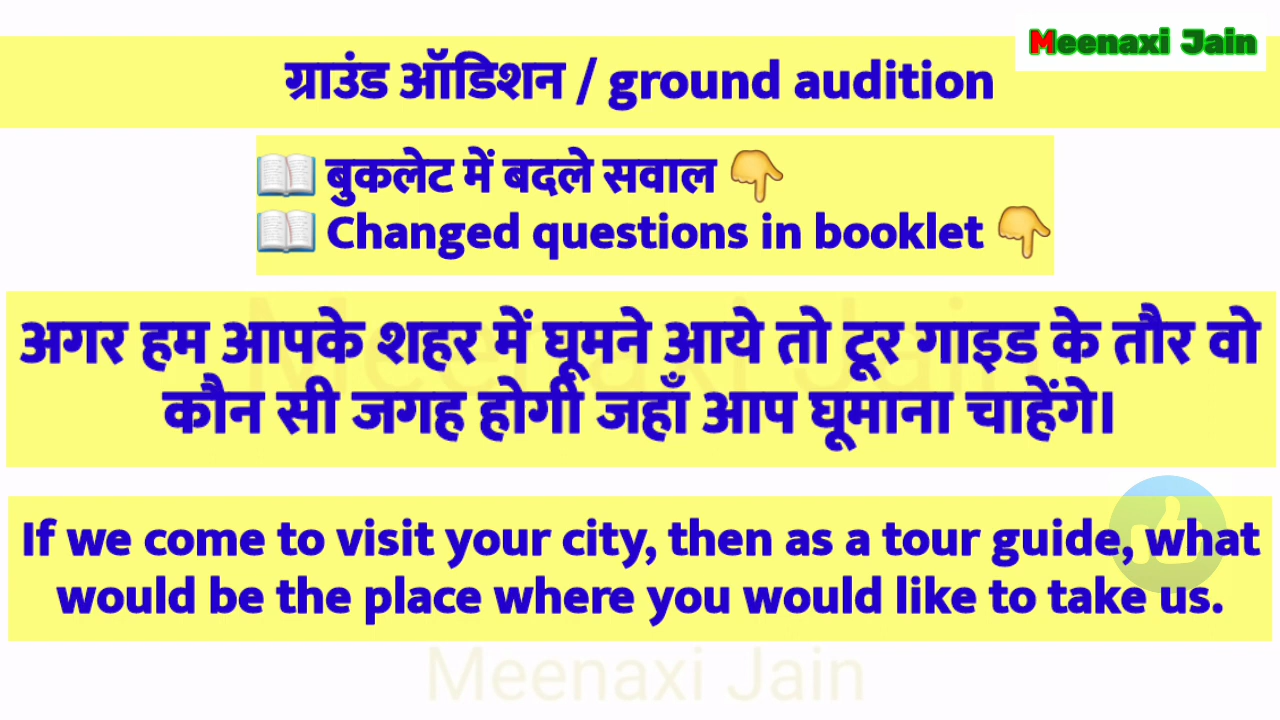 Meenaxi Jain
ग्राउंड ऑडिशन / ground audition
📖 बुकलेट में बदले सवाल 👇
📖 Changed questions in booklet 👇
अगर हम आपके शहर में घूमने आये तो टूर गाइड के तौर वो
कौन सी जगह होगी जहाँ आप घूमाना चाहेंगे।
If we come to visit your city, then as a tour guide, what
would be the place where you would like to take us.
Meenaxi Jain
Meenaxi Jain